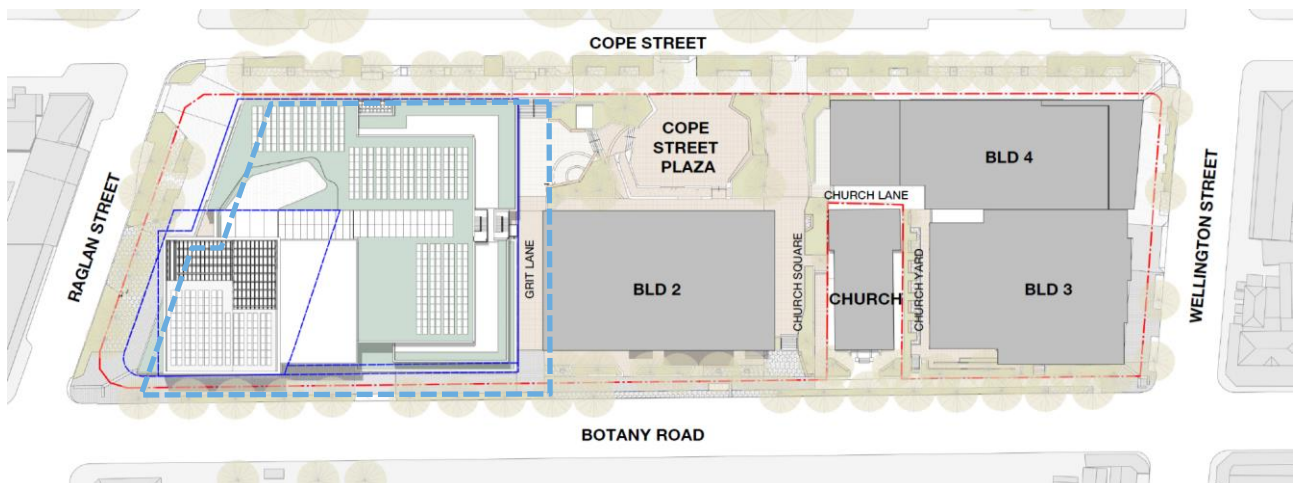 COPE STREET
COPE
STREET
PLAZA
BLD 4
CHURCH LANE
RAGLAN STREET
GRIT LANE
BLD 2
CHURCH SQUARE
CHURCH
CHURCH YARD
BLD 3
WELLINGTON STREET
BOTANY ROAD